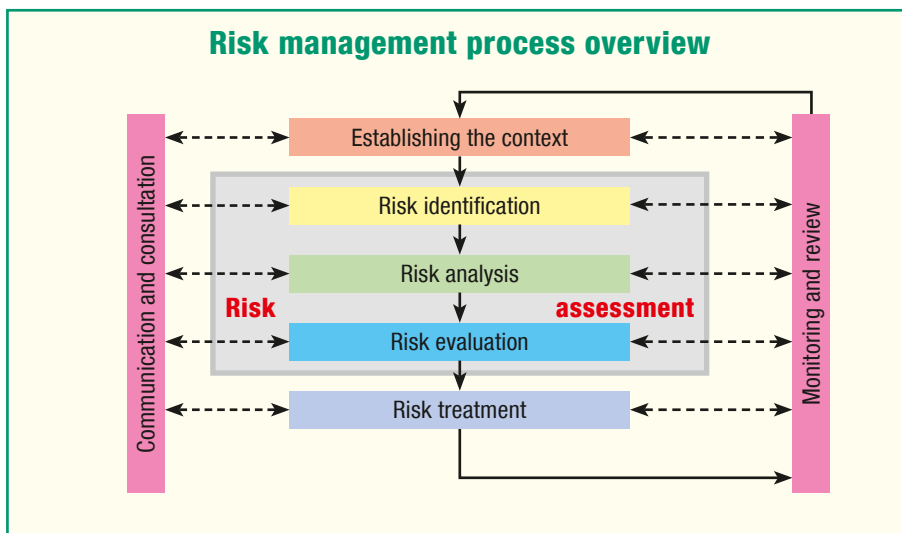 Risk management process overview
Establishing the context
Communication and consultation
Risk identification
Risk analysis
Risk assessment
Risk evaluation
Risk treatment
Monitoring and review